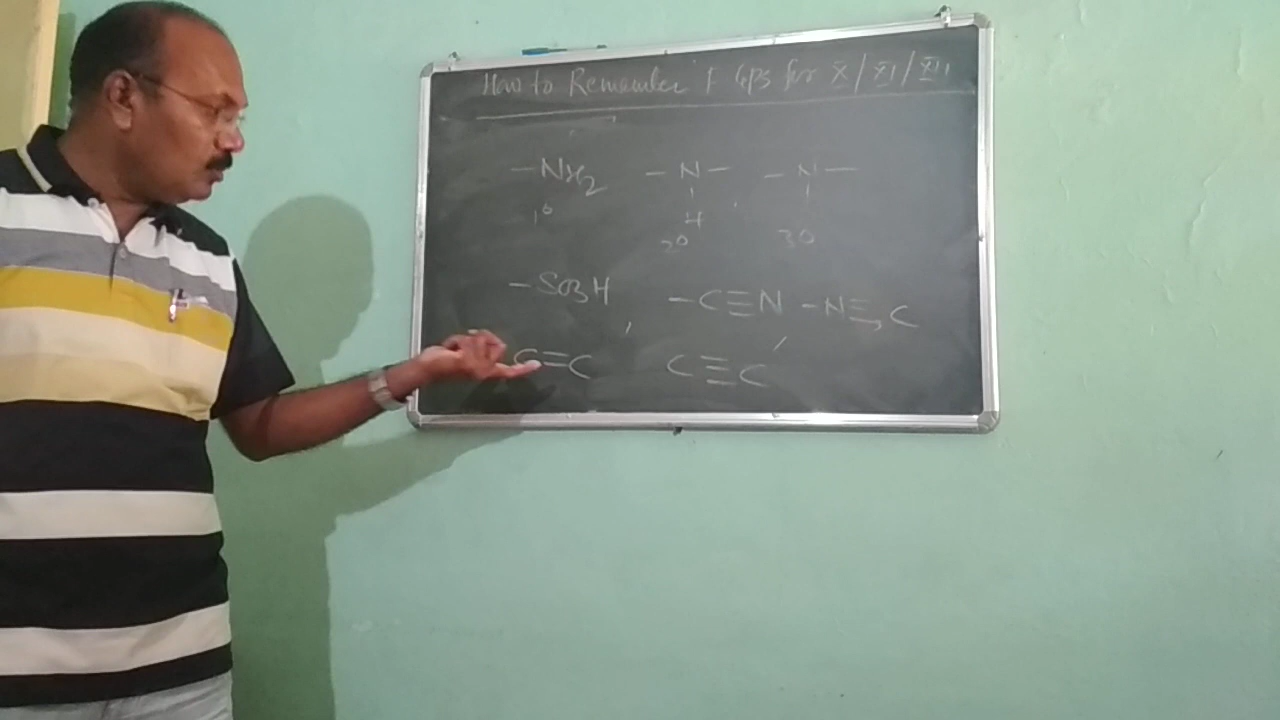 How to Remember F Gps for X/XI/XII
-NH2 -N- -N-
1° H
2° 3°
-SO3H, -C≡N -N≡C,
C=C C≡C